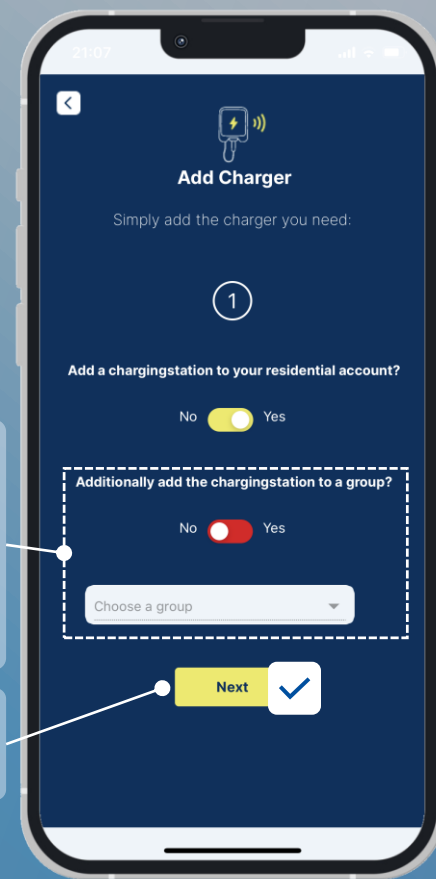 21:07
Add Charger
Simply add the charger you need:
1
Add a chargingstation to your residential account?
No Yes
Additionally add the chargingstation to a group?
No Yes
Choose a group
Next